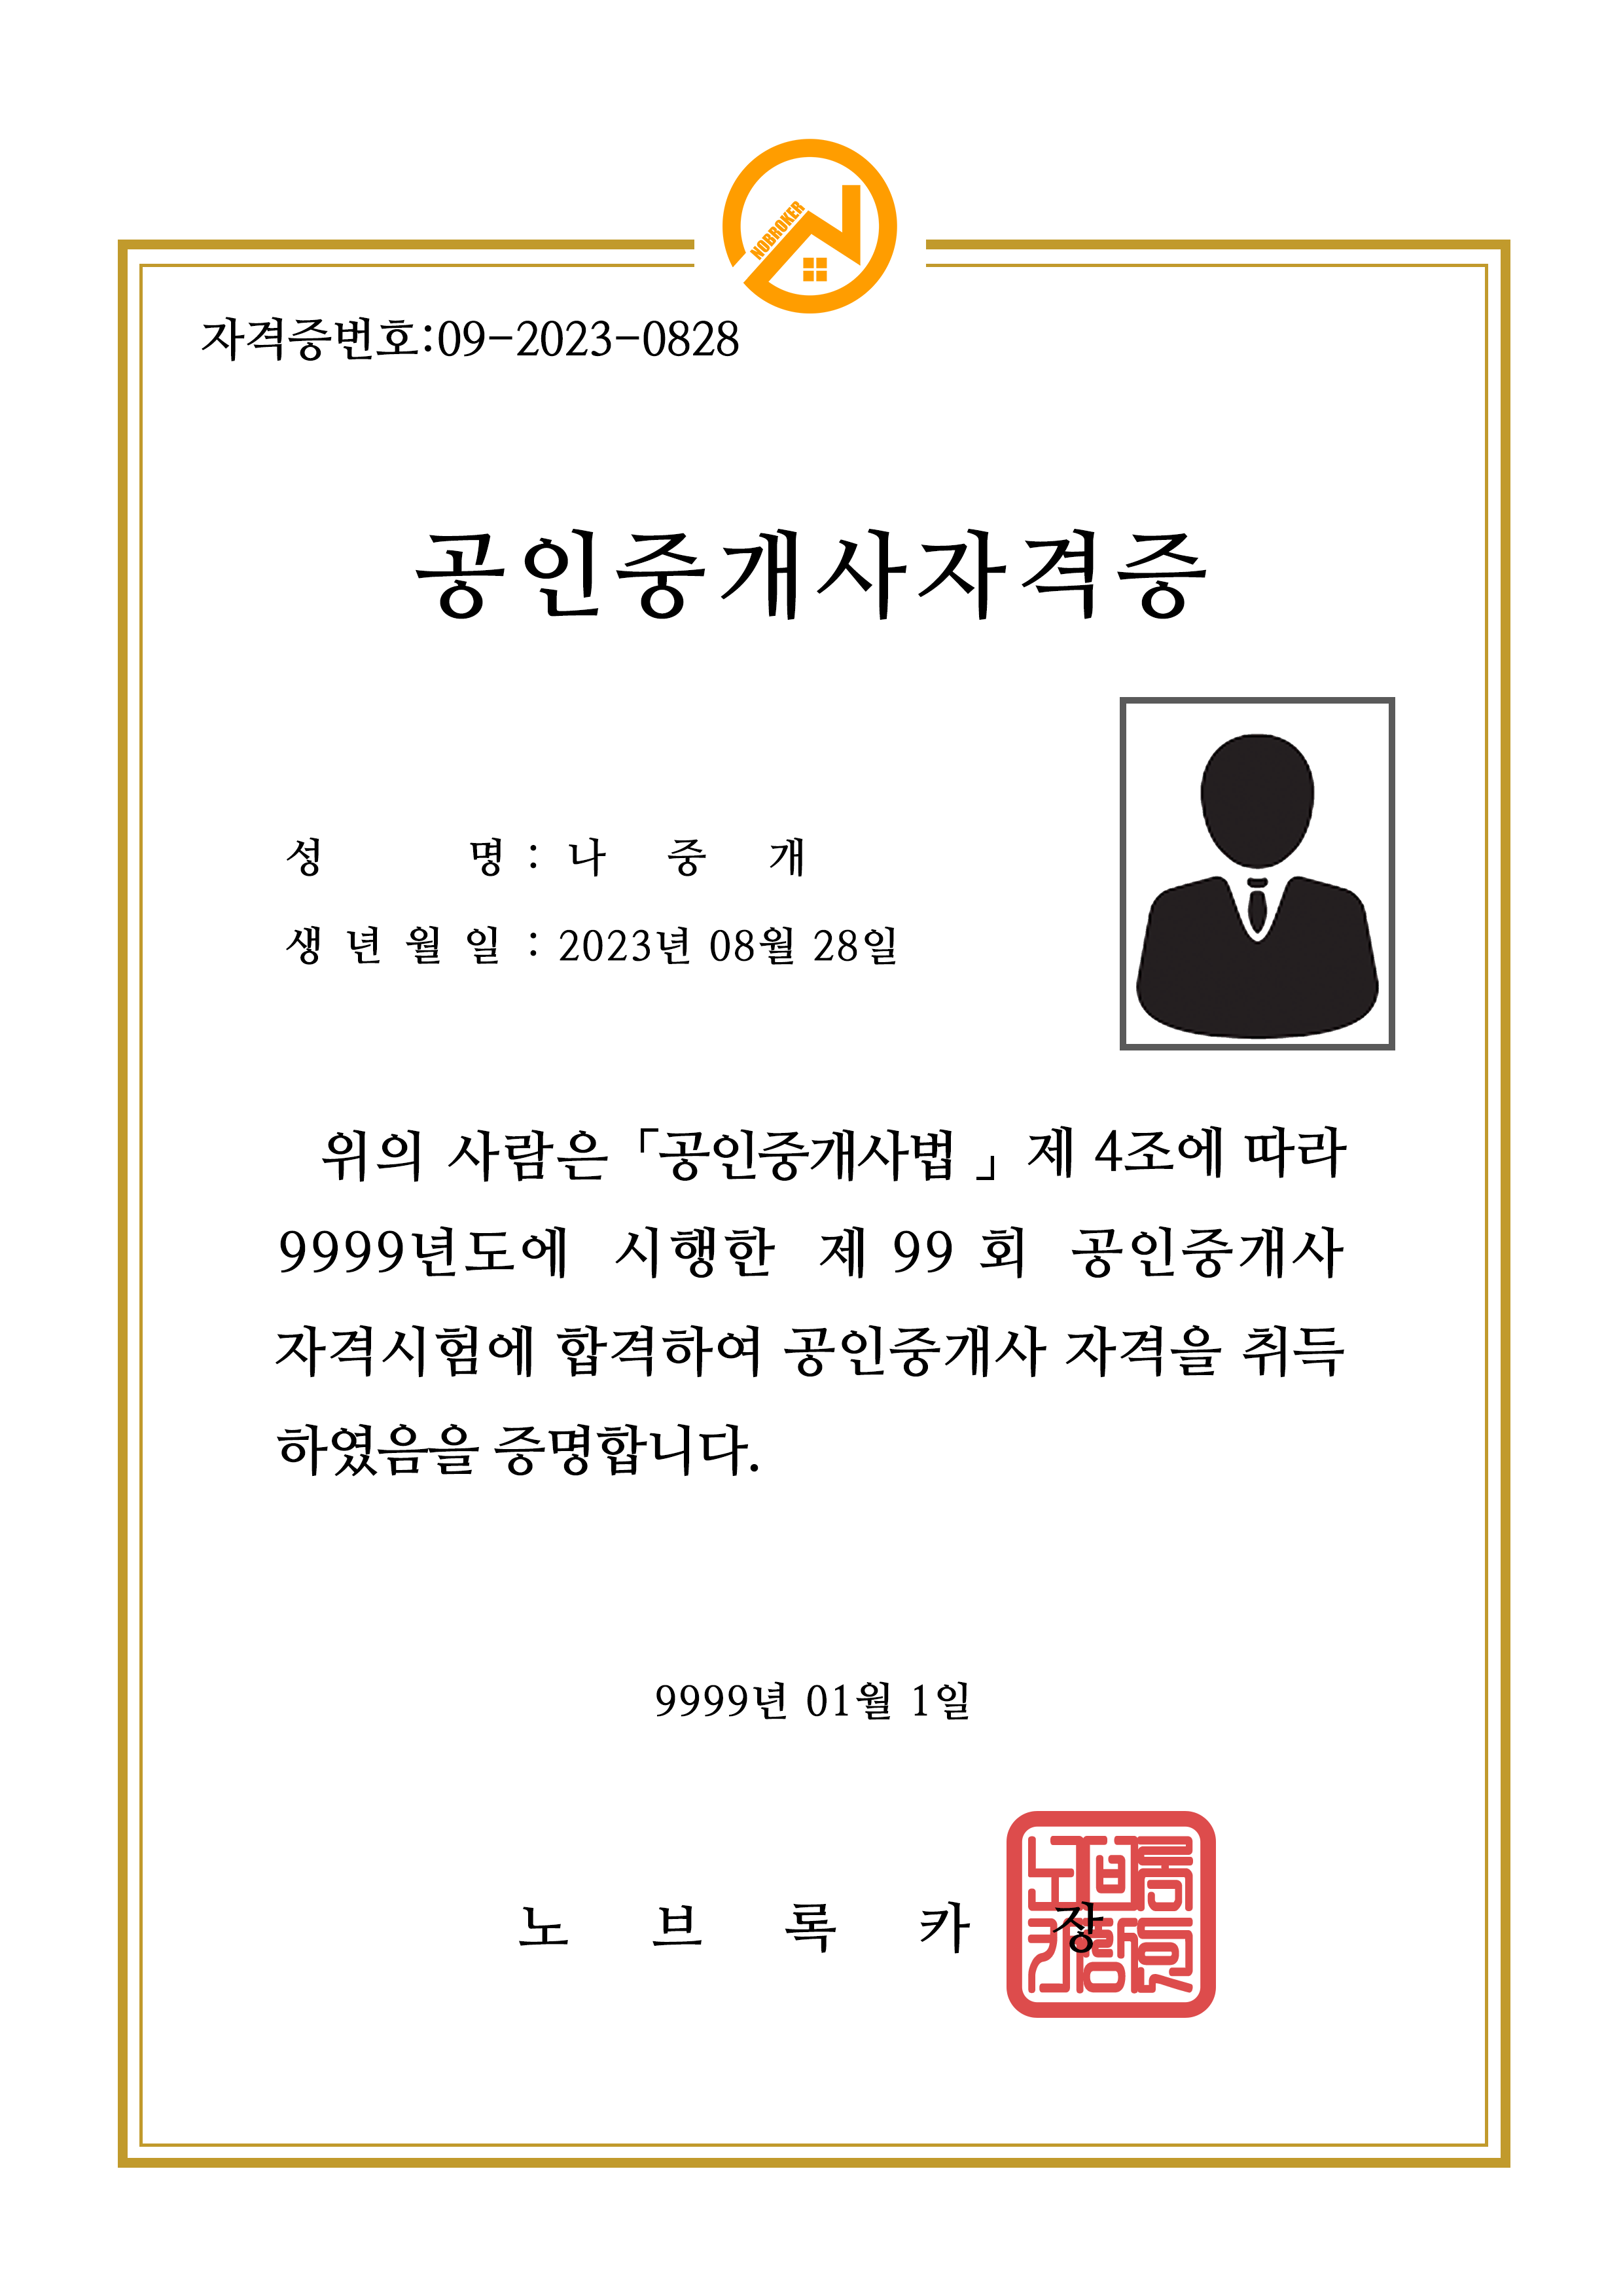 NOBROKER
자격증번호:09-2023-0828
공인중개사자격증
성 명 : 나 중 개
생 년 월 일 : 2023년 08월 28일
위의 사람은 「공인중개사법 」 제 4조에 따라
9999년도에 시행한 제 99 회 공인중개사
자격시험에 합격하여 공인중개사 자격을 취득
하였음을 증명합니다.
9999년 01월 1일
노 브 록 카 장